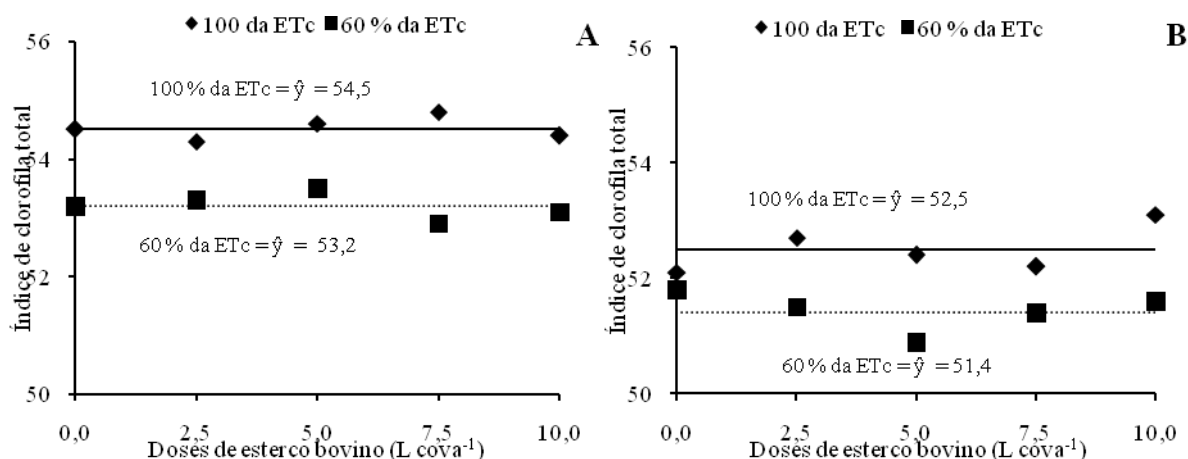 100 da ETc 60 % da ETc
A
56
54
52
50
Índice de clorofila total
100 % da ETc = ŷ = 54,5
60 % da ETc = ŷ = 53,2
0,0 2,5 5,0 7,5 10,0
Doses de esterco bovino (L cova-1)
100 da ETc 60 % da ETc
B
56
54
52
50
Índice de clorofila total
100 % da ETc = ŷ = 52,5
60 % da ETc = ŷ = 51,4
0,0 2,5 5,0 7,5 10,0
Doses de esterco bovino (L cova-1)